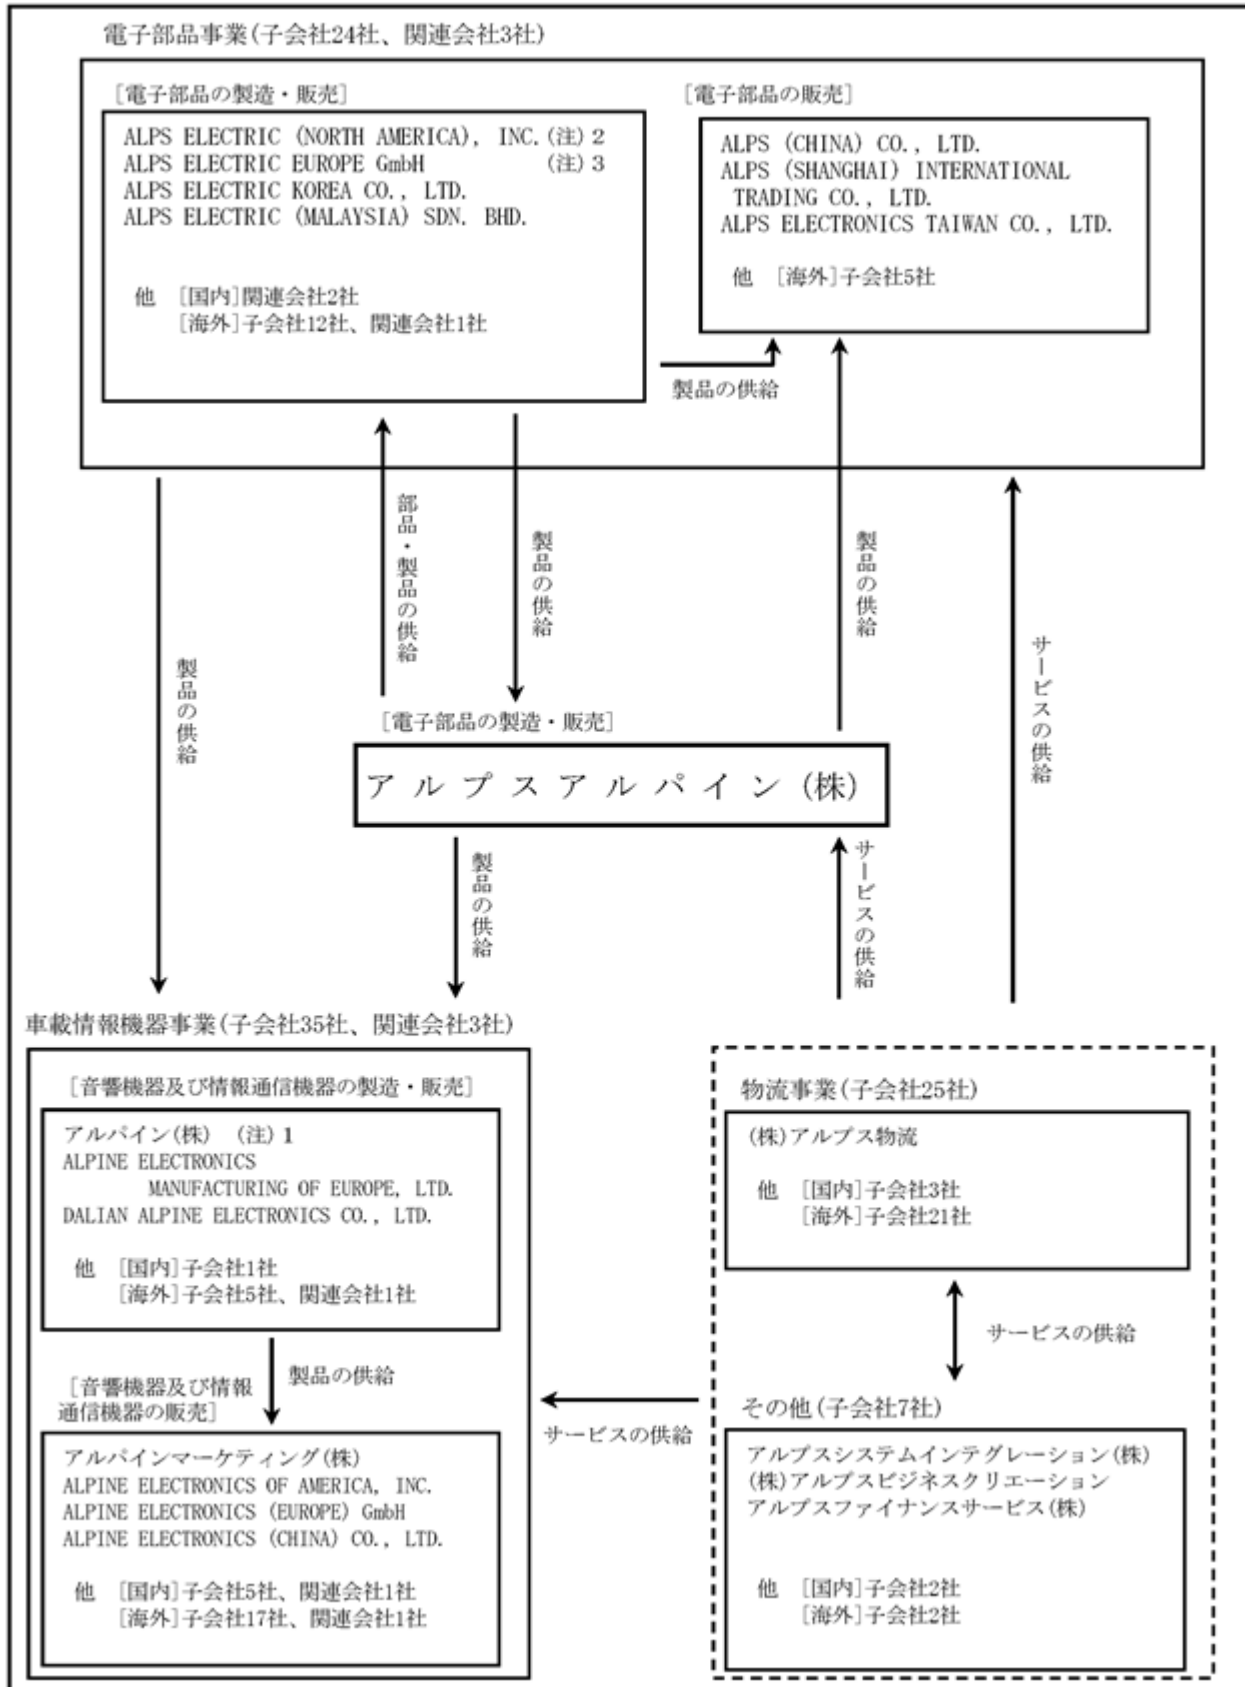 電子部品事業(子会社24社、関連会社3社)
[電子部品の製造・販売]
ALPS ELECTRIC (NORTH AMERICA), INC.(注)2
ALPS ELECTRIC EUROPE GmbH (注)3
ALPS ELECTRIC KOREA CO., LTD.
ALPS ELECTRIC (MALAYSIA) SDN. BHD.
他 [国内]関連会社2社
[海外]子会社12社、関連会社1社
[電子部品の販売]
ALPS (CHINA) CO., LTD.
ALPS (SHANGHAI) INTERNATIONAL
TRADING CO., LTD.
ALPS ELECTRONICS TAIWAN CO., LTD.
他 [海外]子会社5社
製品の供給
製品の供給
部品・製品の供給
製品の供給
製品の供給
サービスの供給
[電子部品の製造・販売]
アルプスアルパイン(株)
製品の供給
サービスの供給
車載情報機器事業(子会社35社、関連会社3社)
[音響機器及び情報通信機器の製造・販売]
アルパイン(株) (注)1
ALPINE ELECTRONICS
MANUFACTURING OF EUROPE, LTD.
DALIAN ALPINE ELECTRONICS CO., LTD.
他 [国内]子会社1社
[海外]子会社5社、関連会社1社
製品の供給
[音響機器及び情報
通信機器の販売]
アルパインマーケティング(株)
ALPINE ELECTRONICS OF AMERICA, INC.
ALPINE ELECTRONICS (EUROPE) GmbH
ALPINE ELECTRONICS (CHINA) CO., LTD.
他 [国内]子会社5社、関連会社1社
[海外]子会社17社、関連会社1社
サービスの供給
物流事業(子会社25社)
(株)アルプス物流
他 [国内]子会社3社
[海外]子会社21社
サービスの供給
その他(子会社7社)
アルプスシステムインテグレーション(株)
(株)アルプスビジネスクリエーション
アルプスファイナンスサービス(株)
他 [国内]子会社2社
[海外]子会社2社